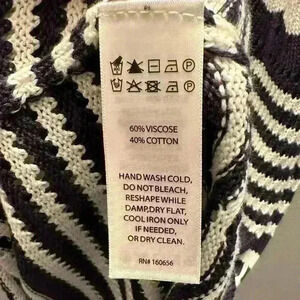 60% VISCOSE
40% COTTON
HAND WASH COLD,
DO NOT BLEACH,
RESHAPE WHILE
DAMP,DRY FLAT,
COOL IRON ONLY
IF NEEDED,
OR DRY CLEAN.
RN# 160656